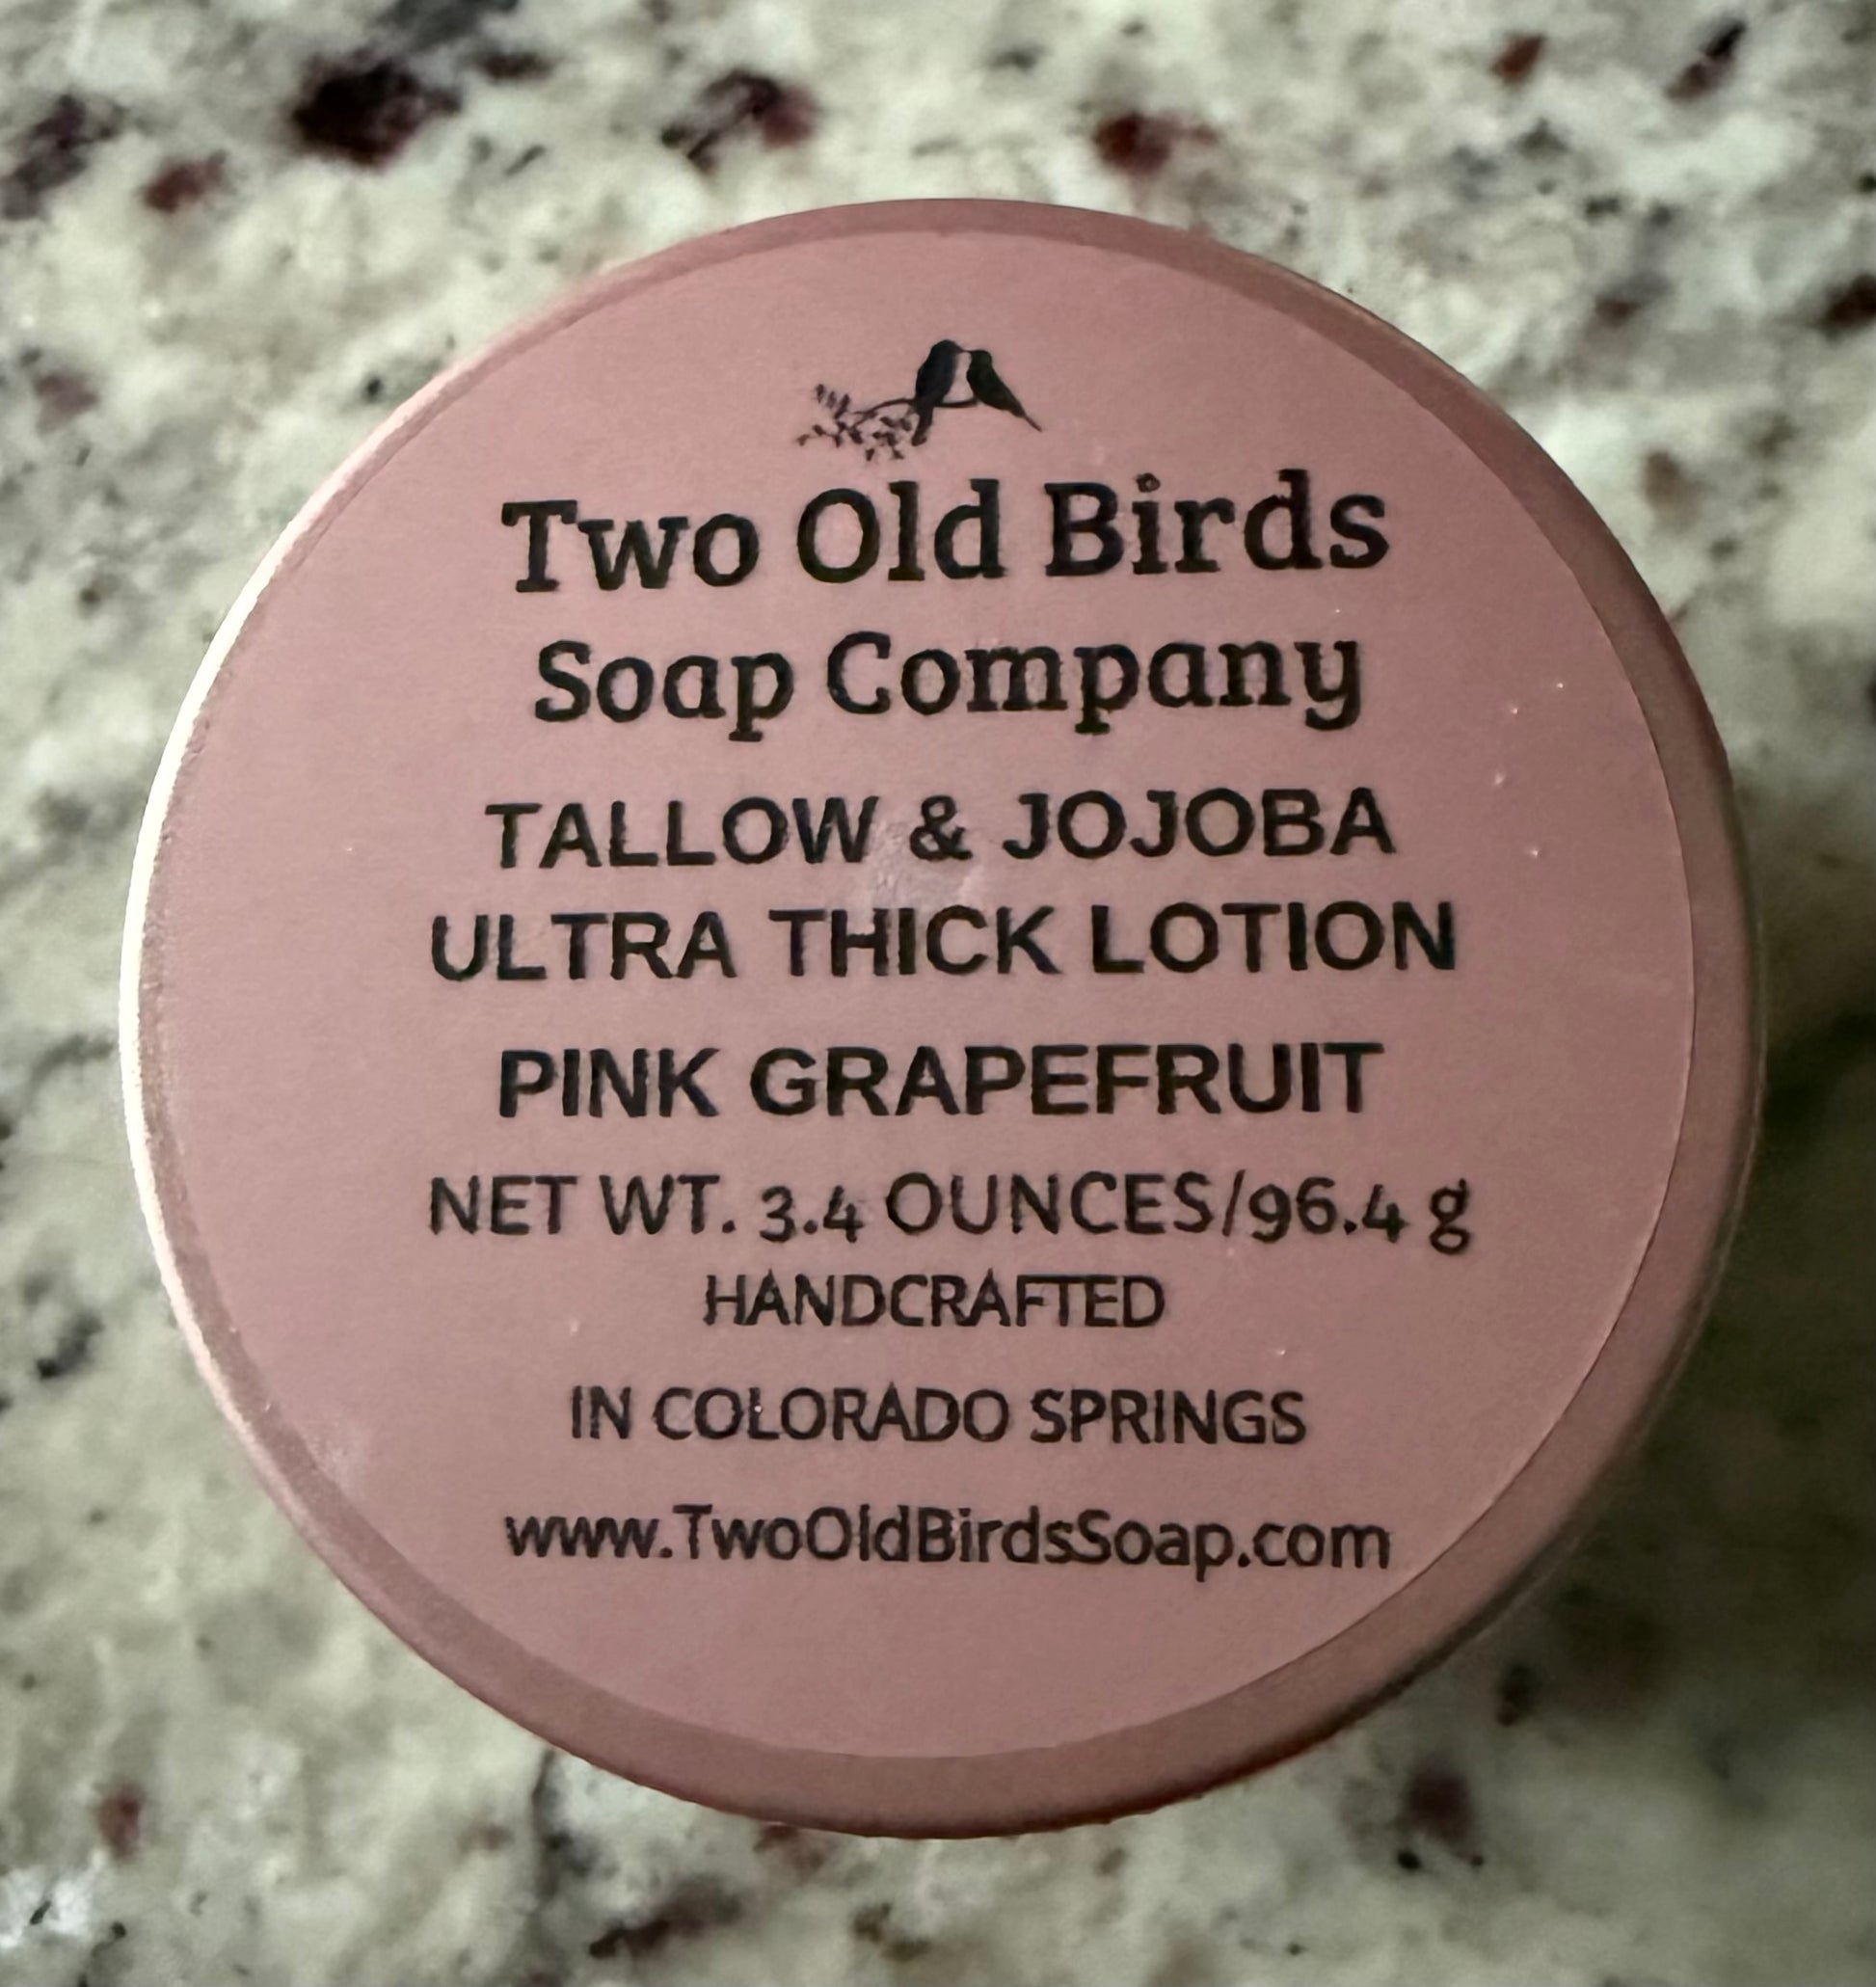 Two Old Birds
Soap Company
TALLOW & JOJOBA
ULTRA THICK LOTION
PINK GRAPEFRUIT
NET WT. 3.4 OUNCES/96.4 g
HANDCRAFTED
IN COLORADO SPRINGS
www.TwoOldBirdsSoap.com